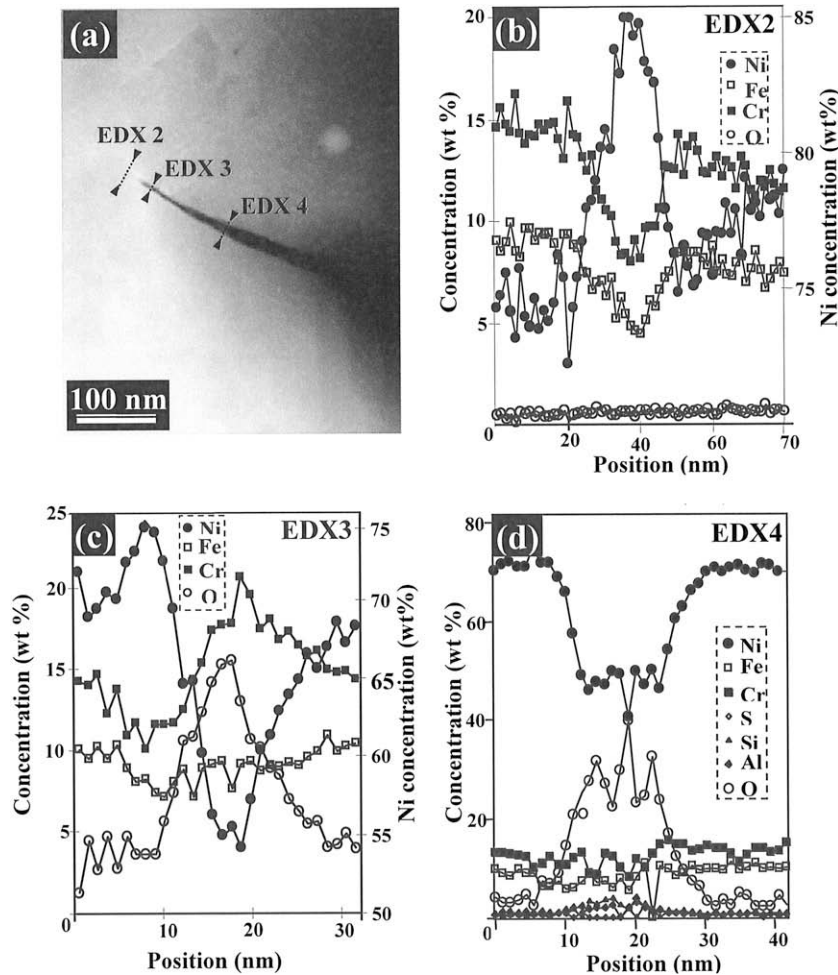 (a)
EDX 2
EDX 3
EDX 4
100 nm
(b)
EDX2
Ni
Fe
Cr
O
Concentration (wt %)
20
15
10
5
0
0
20
40
60
70
Position (nm)
Ni concentration (wt%)
85
80
75
(c)
EDX3
Ni
Fe
Cr
O
Concentration (wt %)
25
20
15
10
5
0
0
10
20
30
Position (nm)
Ni concentration (wt%)
75
70
65
60
55
50
(d)
EDX4
Ni
Fe
Cr
S
Si
Al
O
Concentration (wt %)
80
60
40
20
0
0
10
20
30
40
Position (nm)